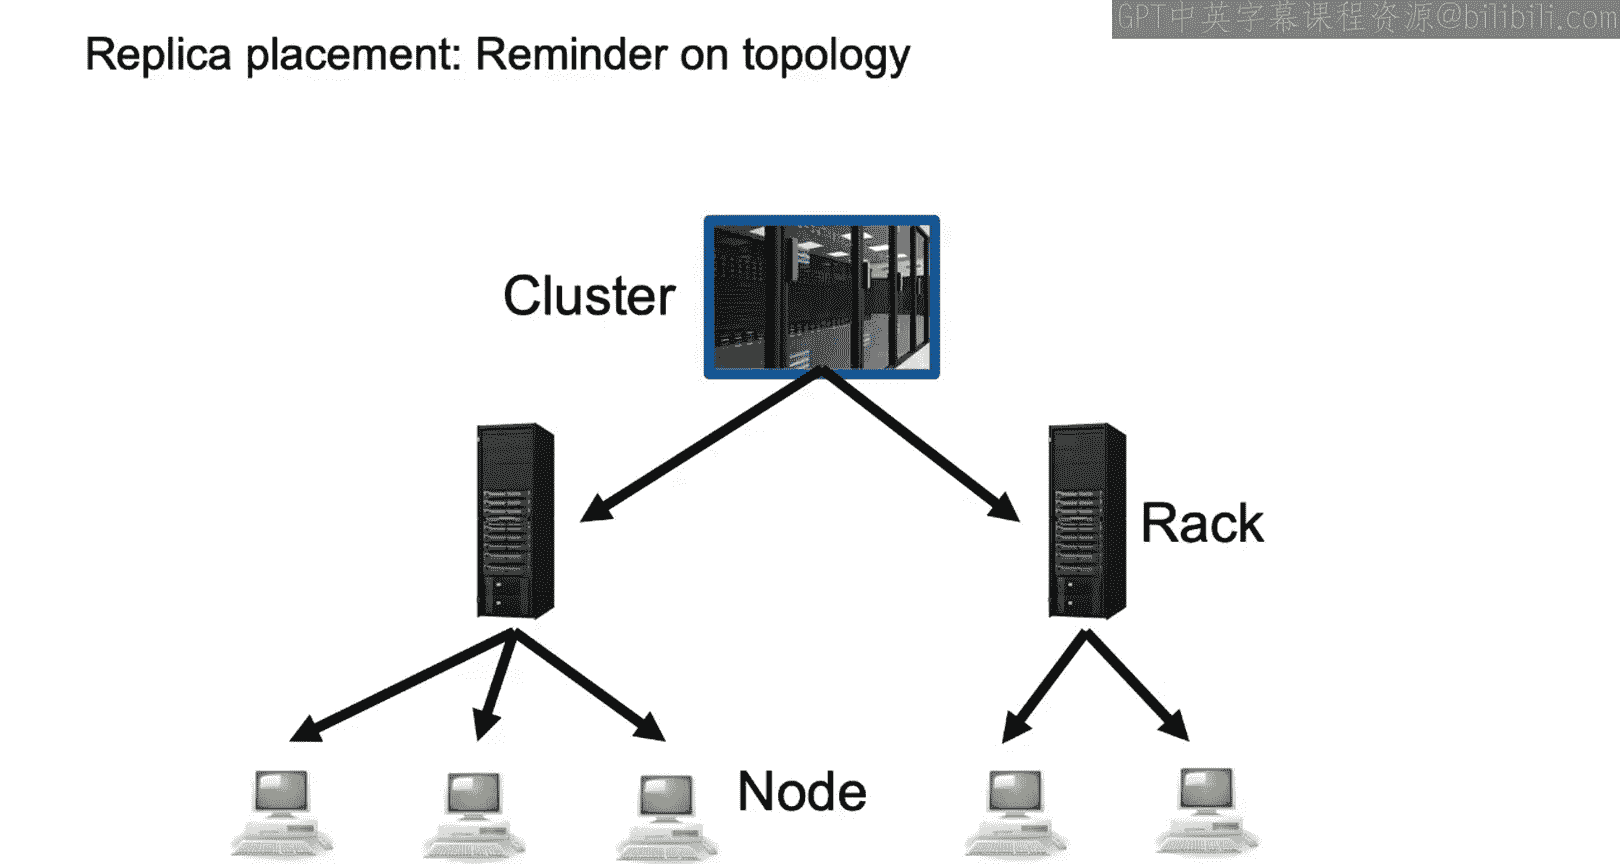 GPT中英字幕课程资源@bilibili.com
Replica placement: Reminder on topology
Cluster
Rack
Node